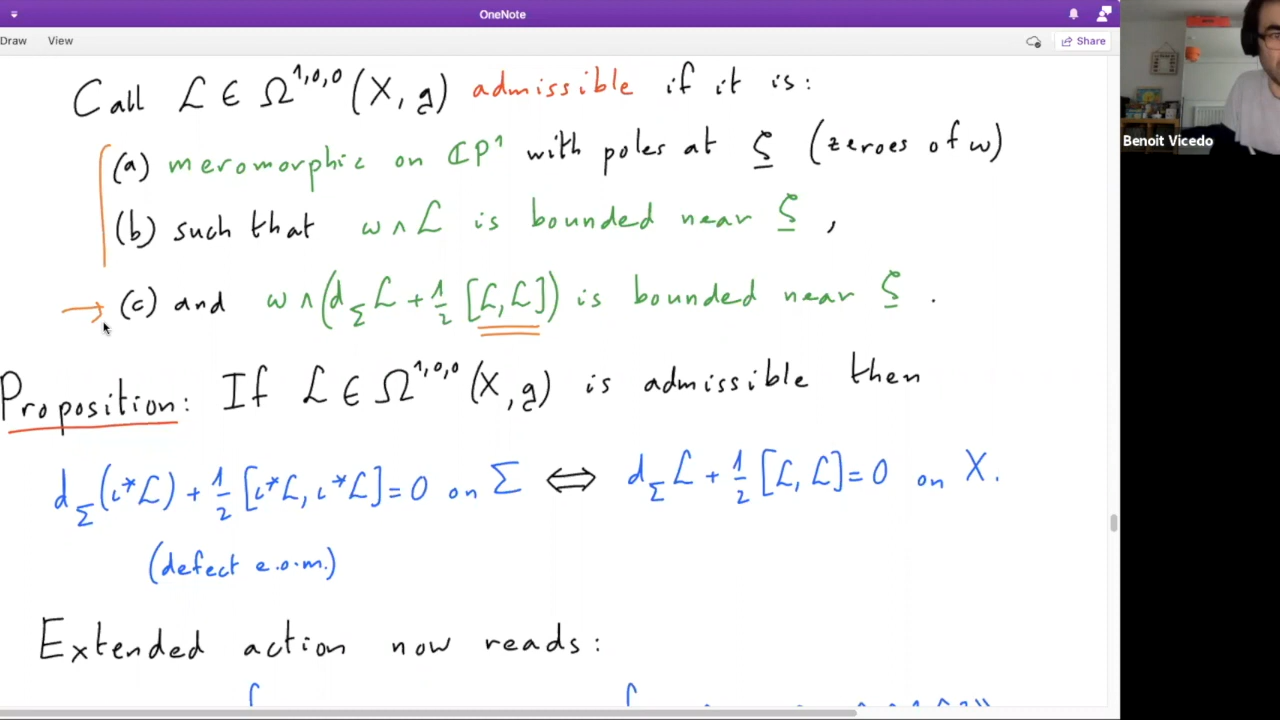 OneNote
Draw View Share
Call ℒ ∈ Ω^{1,0,0}(X, g) admissible if it is:
(a) meromorphic on ℂP¹ with poles at ζ (zeroes of ω)
(b) such that ω ∧ ℒ is bounded near ζ ,
(c) and ω ∧ (d_Σ ℒ + 1/2 [ℒ, ℒ]) is bounded near ζ .
Benoit Vicedo
Proposition: If ℒ ∈ Ω^{1,0,0}(X, g) is admissible then
d_Σ(ι*ℒ) + 1/2 [ι*ℒ, ι*ℒ] = 0 on Σ ⟺ d_Σ ℒ + 1/2 [ℒ, ℒ] = 0 on X.
(defect e.o.m.)
Extended action now reads: